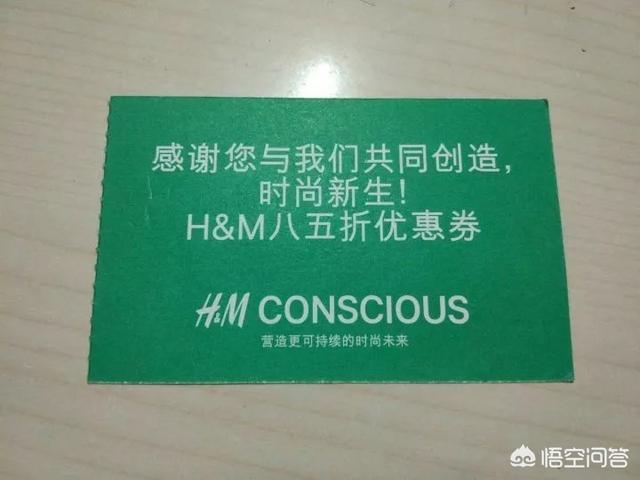 感谢您与我们共同创造，
时尚新生！
H&M八五折优惠券
H&M CONSCIOUS
营造更可持续的时尚未来
悟空问答